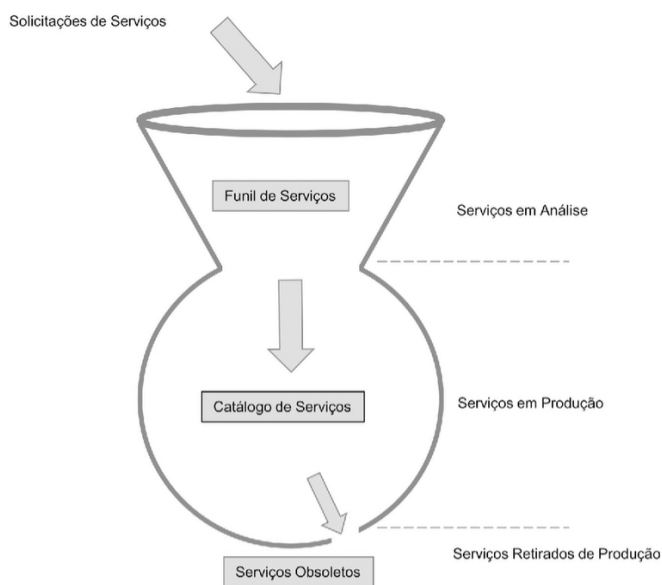 Solicitações de Serviços
Funil de Serviços
Serviços em Análise
Catálogo de Serviços
Serviços em Produção
Serviços Retirados de Produção
Serviços Obsoletos